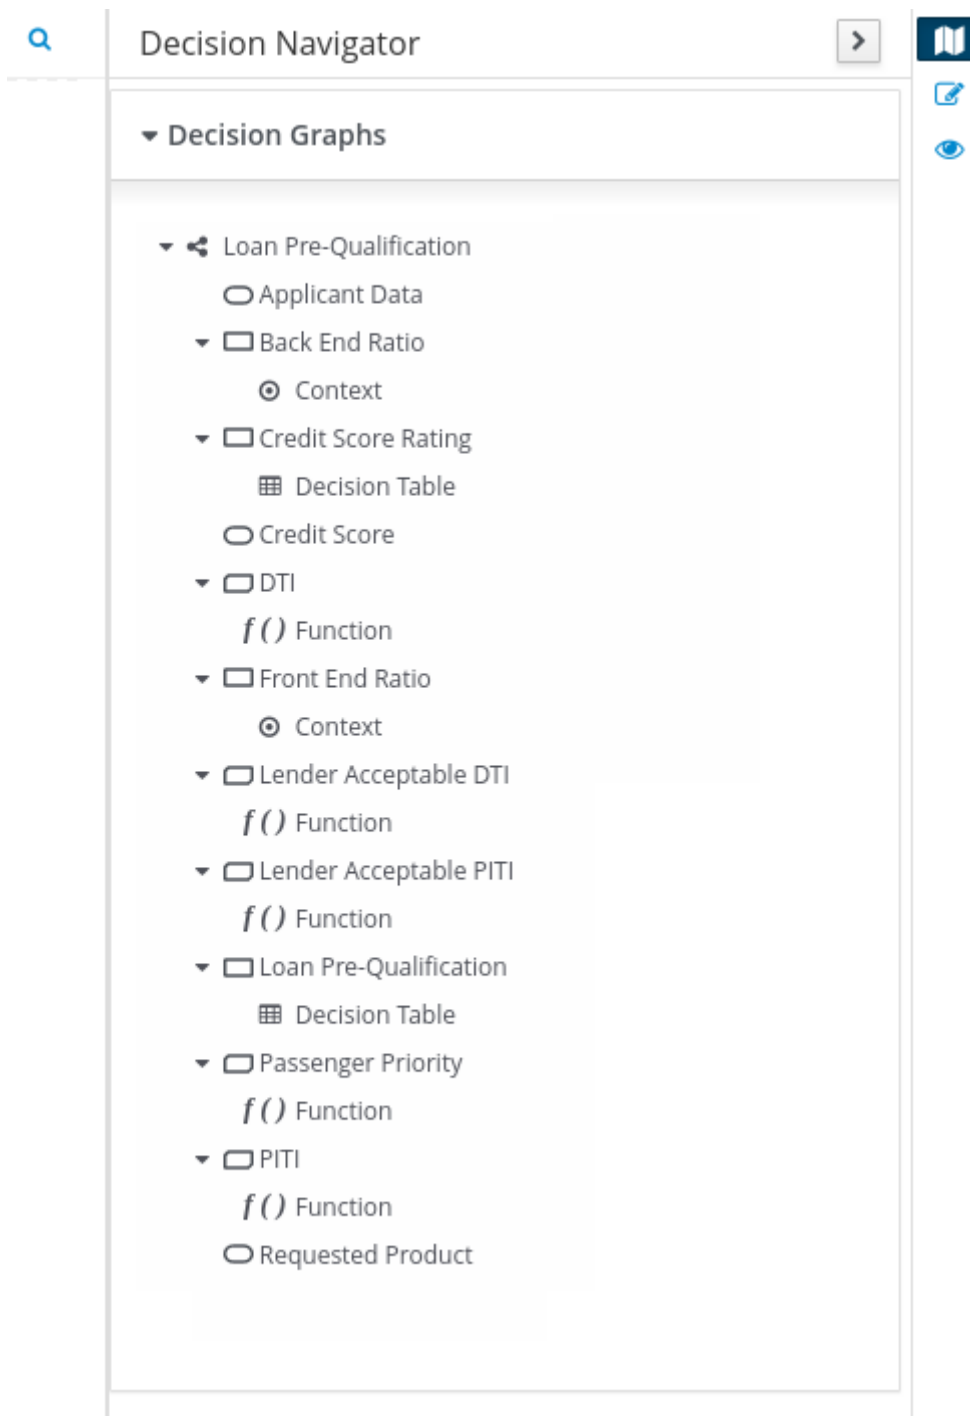 Decision Navigator
Decision Graphs
Loan Pre-Qualification
Applicant Data
Back End Ratio
Context
Credit Score Rating
Decision Table
Credit Score
DTI
f () Function
Front End Ratio
Context
Lender Acceptable DTI
f () Function
Lender Acceptable PITI
f () Function
Loan Pre-Qualification
Decision Table
Passenger Priority
f () Function
PITI
f () Function
Requested Product